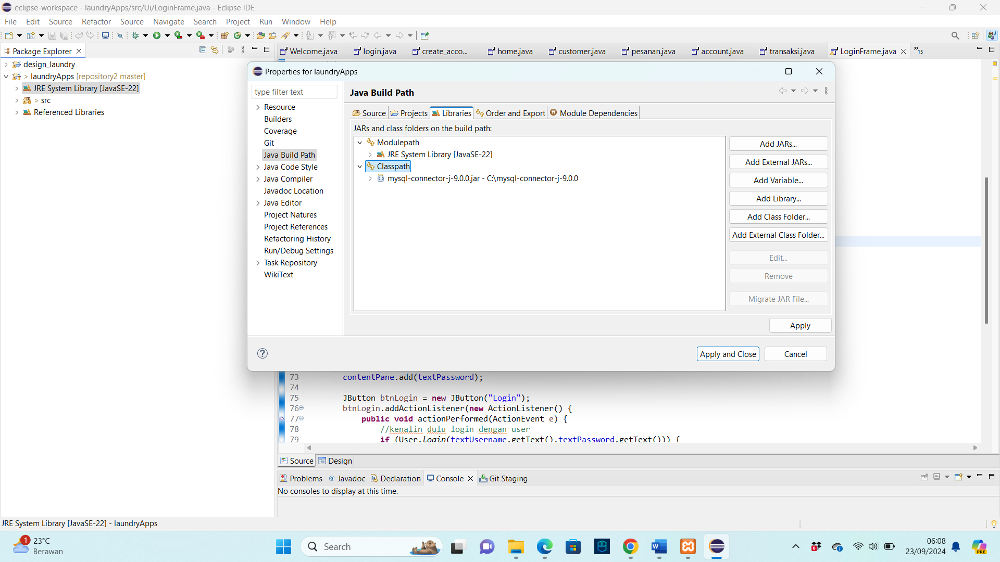 eclipse-workspace - laundryApps/src/Ui/LoginFrame.java - Eclipse IDE
File Edit Source Refactor Source Navigate Search Project Run Window Help
Package Explorer
Welcome.java login.java create_acco... home.java customer.java pesanan.java account.java transaksi.java LoginFrame.java »15
design_laundry
> laundryApps [repository2 master]
JRE System Library [JavaSE-22]
> src
Referenced Libraries
Properties for laundryApps
type filter text
Resource
Builders
Coverage
Git
Java Build Path
Java Code Style
Java Compiler
Javadoc Location
Java Editor
Project Natures
Project References
Refactoring History
Run/Debug Settings
Task Repository
WikiText
Java Build Path
Source Projects Libraries Order and Export Module Dependencies
JARs and class folders on the build path:
Modulepath
JRE System Library [JavaSE-22]
Classpath
mysql-connector-j-9.0.0.jar - C:\mysql-connector-j-9.0.0
Add JARs...
Add External JARs...
Add Variable...
Add Library...
Add Class Folder...
Add External Class Folder...
Edit...
Remove
Migrate JAR File...
Apply
? Apply and Close Cancel
73 contentPane.add(textPassword);
74
75 JButton btnLogin = new JButton("Login");
76 btnLogin.addActionListener(new ActionListener() {
77 public void actionPerformed(ActionEvent e) {
78 //kenalin dulu login dengan user
79 if (User.login(textUsername.getText(),textPassword.getText())) {
Source Design
Problems Javadoc Declaration Console Git Staging
No consoles to display at this time.
JRE System Library [JavaSE-22] - laundryApps
1 23°C
Berawan
Search
6
06:08
23/09/2024
PRE